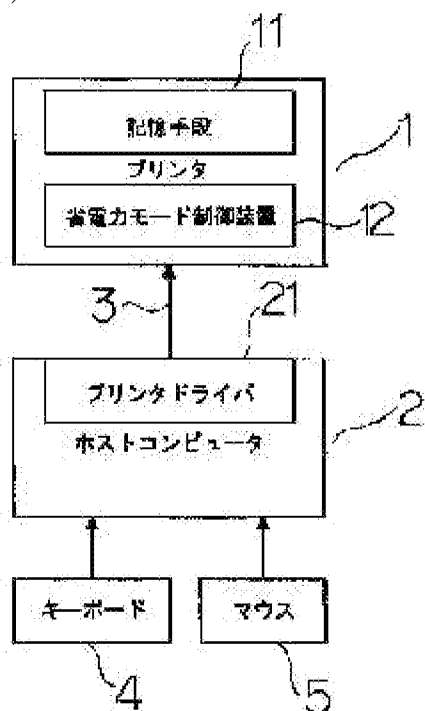 11
記憶手段
1
プリンタ
省電力モード制御装置
12
3
21
プリンタドライバ
2
ホストコンピュータ
キーボード
マウス
4
5